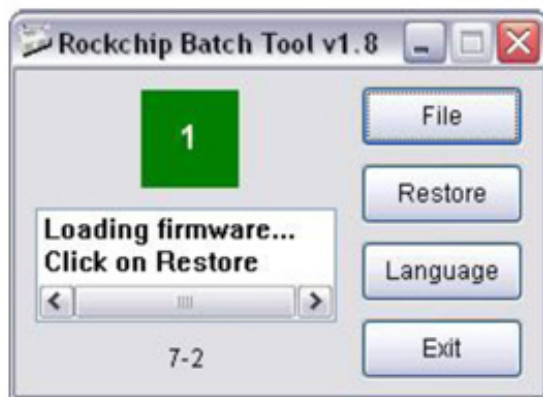 Rockchip Batch Tool v1.8
1
File
Loading firmware...
Click on Restore
Restore
Language
7-2
Exit